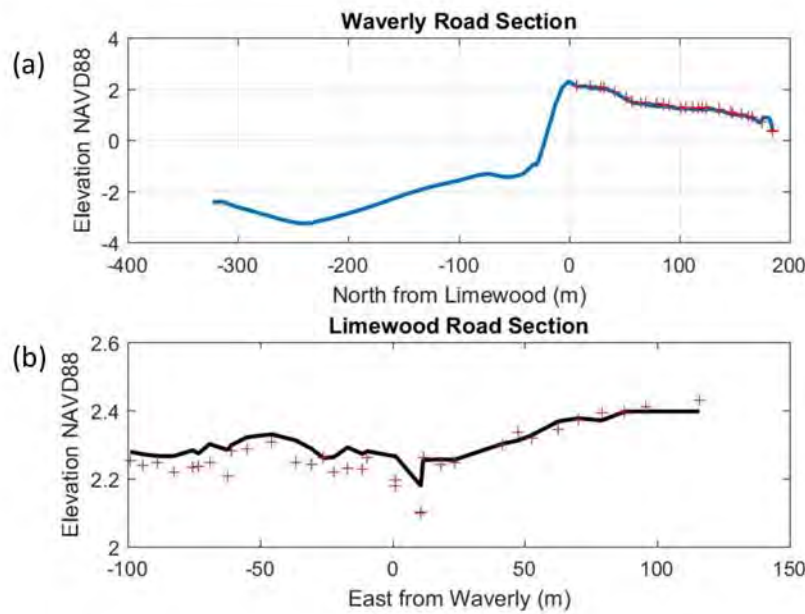 Waverly Road Section
(a)
Elevation NAVD88
4
2
0
-2
-4
-400 -300 -200 -100 0 100 200
North from Limewood (m)
Limewood Road Section
(b)
Elevation NAVD88
2.6
2.4
2.2
2
-100 -50 0 50 100 150
East from Waverly (m)